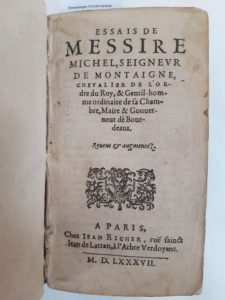 ESSAIS DE
MESSIRE
MICHEL, SEIGNEVR
DE MONTAIGNE,
CHEVALIER DE L'OR-
dre du Roy, & Gentil-hom-
me ordinaire de sa Cham-
bre, Maire & Gouuer-
neur de Bour-
deaus.
Reueus & augmentez.
A PARIS,
Chez IEAN RICHER, ruë sainct
Iean de Latran, à l'Arbre Verdoyant.
M. D. LXXXVII.